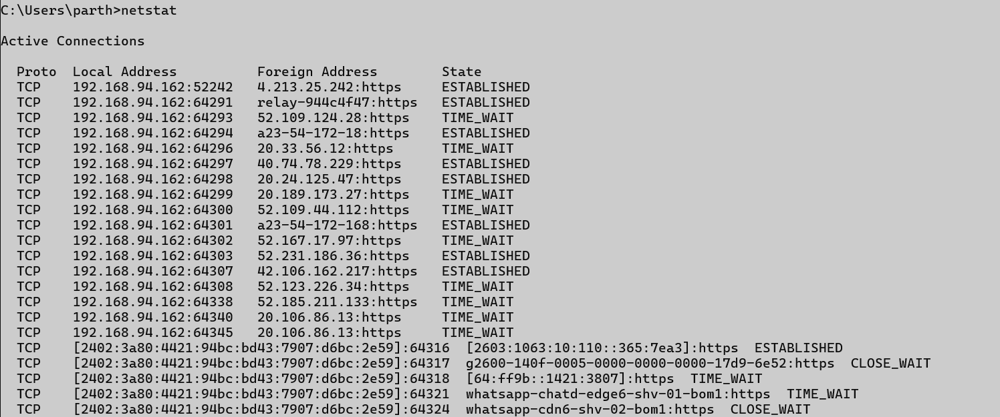 C:\Users\parth>netstat
Active Connections
Proto  Local Address          Foreign Address        State
TCP    192.168.94.162:52242   4.213.25.242:https     ESTABLISHED
TCP    192.168.94.162:64291   relay-944c4f47:https   ESTABLISHED
TCP    192.168.94.162:64293   52.109.124.28:https    TIME_WAIT
TCP    192.168.94.162:64294   a23-54-172-18:https    ESTABLISHED
TCP    192.168.94.162:64296   20.33.56.12:https      TIME_WAIT
TCP    192.168.94.162:64297   40.74.78.229:https     ESTABLISHED
TCP    192.168.94.162:64298   20.24.125.47:https     ESTABLISHED
TCP    192.168.94.162:64299   20.189.173.27:https    TIME_WAIT
TCP    192.168.94.162:64300   52.109.44.112:https    TIME_WAIT
TCP    192.168.94.162:64301   a23-54-172-168:https   ESTABLISHED
TCP    192.168.94.162:64302   52.167.17.97:https     TIME_WAIT
TCP    192.168.94.162:64303   52.231.186.36:https    ESTABLISHED
TCP    192.168.94.162:64307   42.106.162.217:https   ESTABLISHED
TCP    192.168.94.162:64308   52.123.226.34:https    TIME_WAIT
TCP    192.168.94.162:64338   52.185.211.133:https   TIME_WAIT
TCP    192.168.94.162:64340   20.106.86.13:https     TIME_WAIT
TCP    192.168.94.162:64345   20.106.86.13:https     TIME_WAIT
TCP    [2402:3a80:4421:94bc:bd43:7907:d6bc:2e59]:64316  [2603:1063:10:110::365:7ea3]:https  ESTABLISHED
TCP    [2402:3a80:4421:94bc:bd43:7907:d6bc:2e59]:64317  g2600-140f-0005-0000-0000-0000-17d9-6e52:https  CLOSE_WAIT
TCP    [2402:3a80:4421:94bc:bd43:7907:d6bc:2e59]:64318  [64:ff9b::1421:3807]:https  TIME_WAIT
TCP    [2402:3a80:4421:94bc:bd43:7907:d6bc:2e59]:64321  whatsapp-chatd-edge6-shv-01-bom1:https  TIME_WAIT
TCP    [2402:3a80:4421:94bc:bd43:7907:d6bc:2e59]:64324  whatsapp-cdn6-shv-02-bom1:https  CLOSE_WAIT